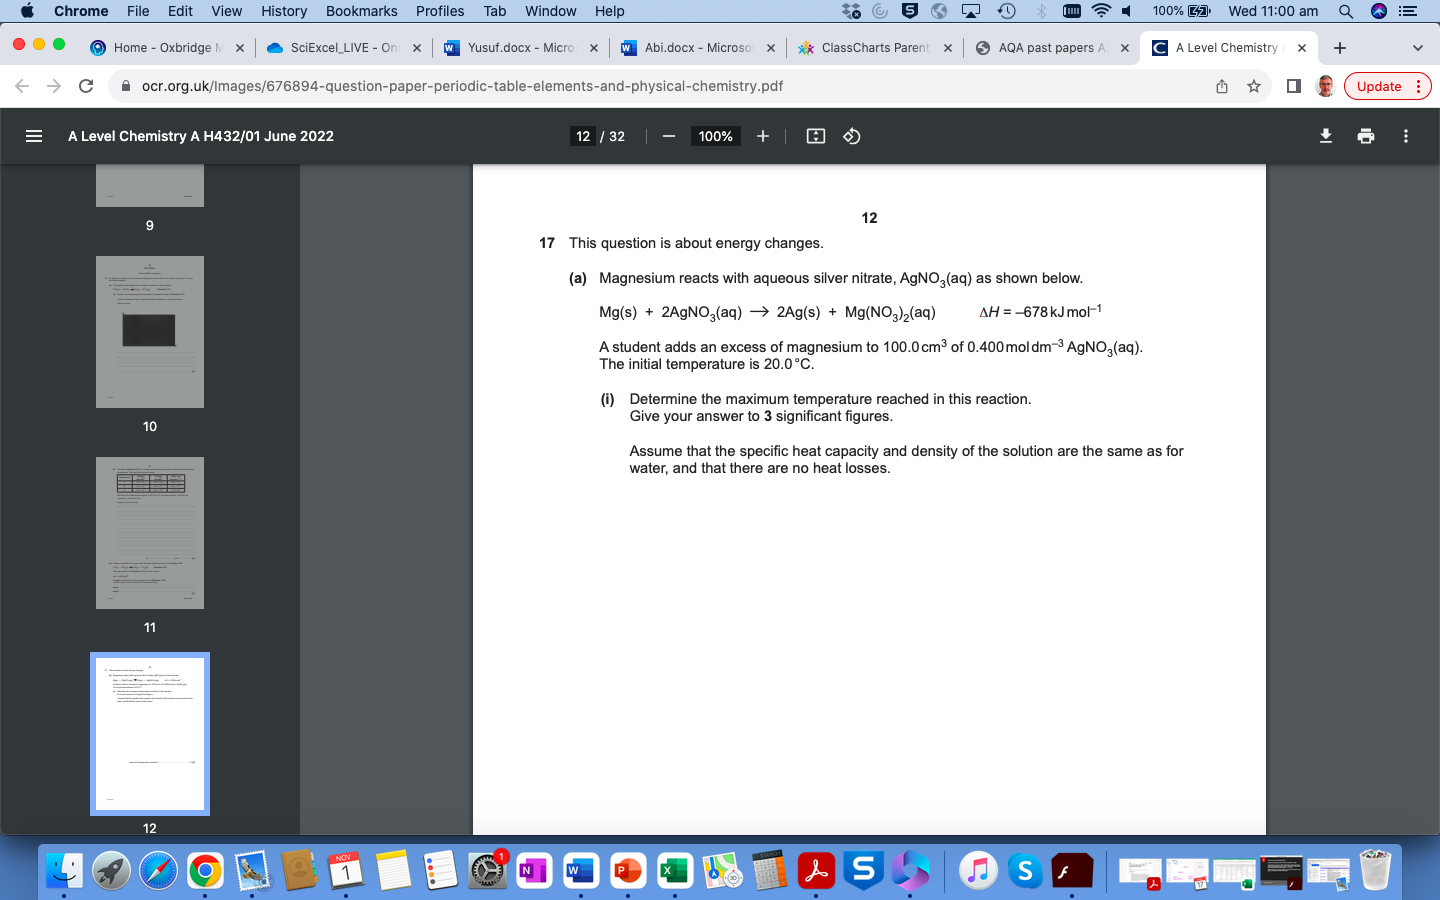 Chrome File Edit View History Bookmarks Profiles Tab Window Help 100% Wed 11:00 am
Home - Oxbridge M SciExcel_LIVE - On Yusuf.docx - Micro Abi.docx - Microso ClassCharts Parent AQA past papers A A Level Chemistry
ocr.org.uk/Images/676894-question-paper-periodic-table-elements-and-physical-chemistry.pdf Update
A Level Chemistry A H432/01 June 2022 12 / 32 100%
9
10
11
12
12
17 This question is about energy changes.
(a) Magnesium reacts with aqueous silver nitrate, AgNO₃(aq) as shown below.
Mg(s) + 2AgNO₃(aq) → 2Ag(s) + Mg(NO₃)₂(aq) ΔH = –678 kJ mol⁻¹
A student adds an excess of magnesium to 100.0 cm³ of 0.400 mol dm⁻³ AgNO₃(aq).
The initial temperature is 20.0 °C.
(i) Determine the maximum temperature reached in this reaction.
Give your answer to 3 significant figures.
Assume that the specific heat capacity and density of the solution are the same as for
water, and that there are no heat losses.
NOV
1
1
N W P X 3D S S
17